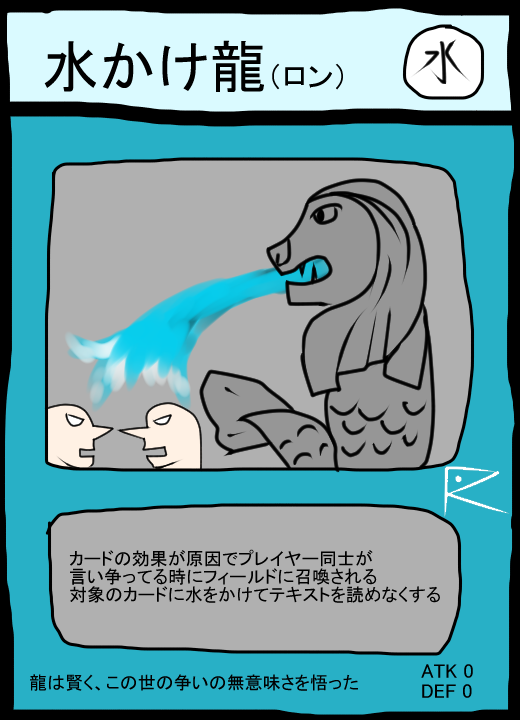 水かけ龍(ロン)
水
カードの効果が原因でプレイヤー同士が
言い争ってる時にフィールドに召喚される
対象のカードに水をかけてテキストを読めなくする
龍は賢く、この世の争いの無意味さを悟った
ATK 0
DEF 0